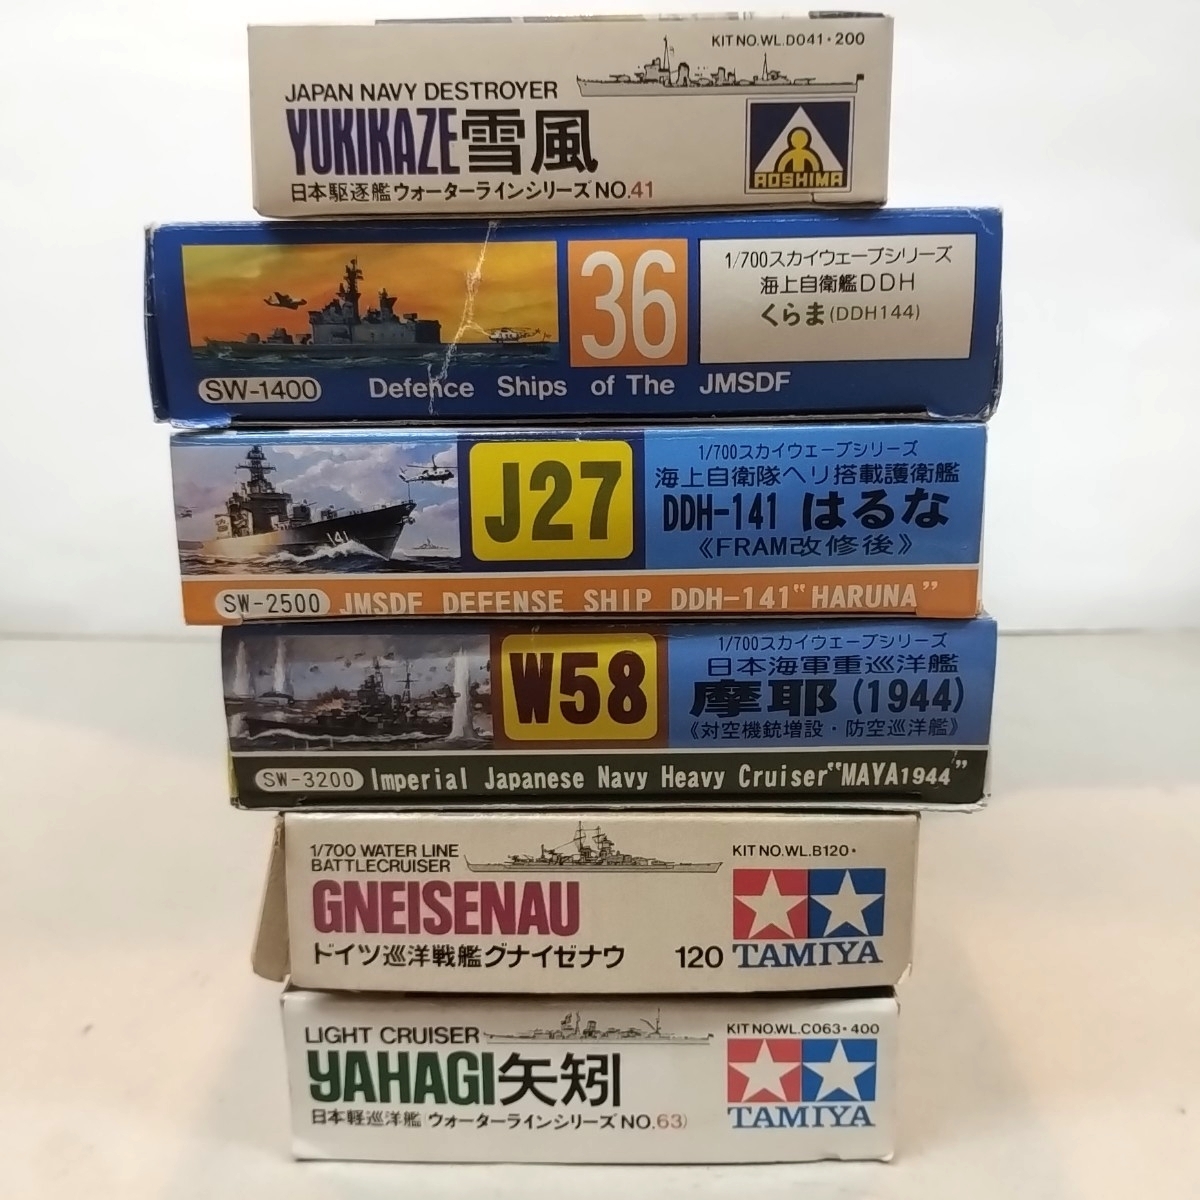 KIT NO.WL.D041・200
JAPAN NAVY DESTROYER
YUKIKAZE雪風
日本駆逐艦ウォーターラインシリーズNO.41
AOSHIMA
36
1/700スカイウェーブシリーズ
海上自衛艦DDH
くらま(DDH144)
SW-1400 Defence Ships of The JMSDF
J27
1/700スカイウェーブシリーズ
海上自衛隊ヘリ搭載護衛艦
DDH-141 はるな
《FRAM改修後》
141
SW-2500 JMSDF DEFENSE SHIP DDH-141"HARUNA"
W58
1/700スカイウェーブシリーズ
日本海軍重巡洋艦
摩耶(1944)
《対空機銃増設・防空巡洋艦》
SW-3200 Imperial Japanese Navy Heavy Cruiser"MAYA1944"
1/700 WATER LINE
BATTLECRUISER
KIT NO.WL.B120・
GNEISENAU
ドイツ巡洋戦艦グナイゼナウ 120
TAMIYA
LIGHT CRUISER
KIT NO.WL.C063・400
YAHAGI矢矧
日本軽巡洋艦(ウォーターラインシリーズNO.63)
TAMIYA